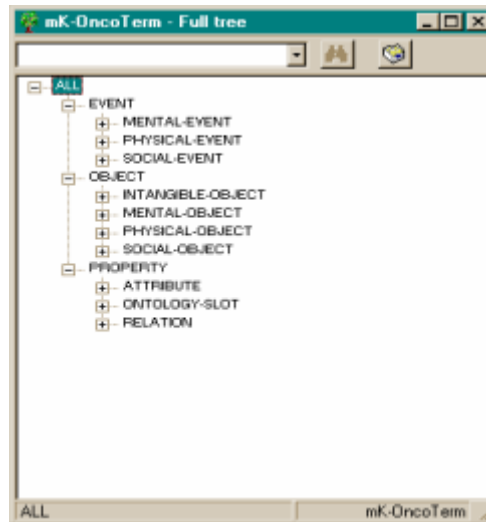 mK-OncoTerm - Full tree
ALL
EVENT
MENTAL-EVENT
PHYSICAL-EVENT
SOCIAL-EVENT
OBJECT
INTANGIBLE-OBJECT
MENTAL-OBJECT
PHYSICAL-OBJECT
SOCIAL-OBJECT
PROPERTY
ATTRIBUTE
ONTOLOGY-SLOT
RELATION
ALL mK-OncoTerm